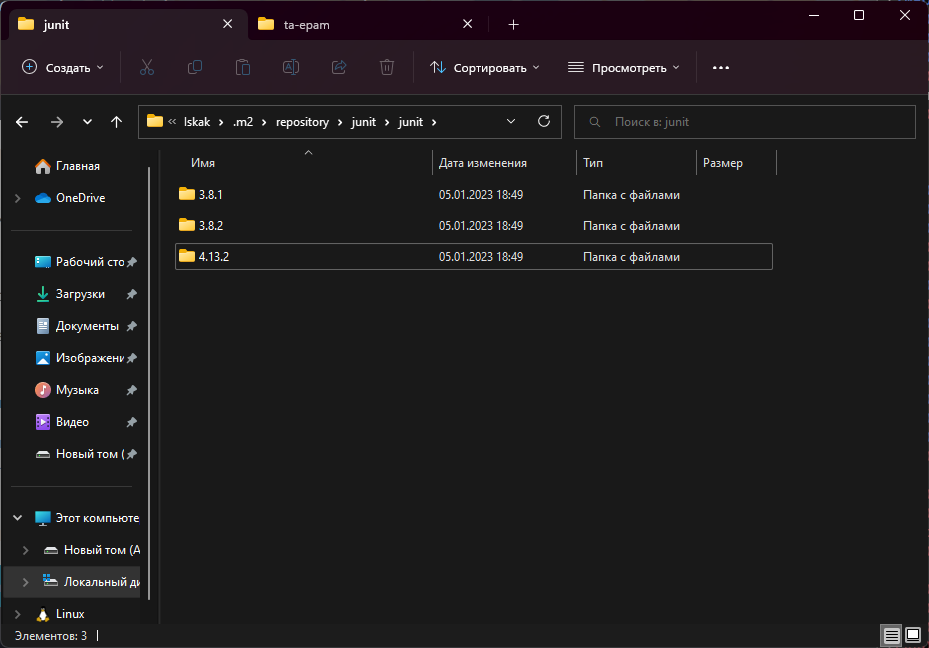 junit
ta-epam
Создать
Сортировать
Просмотреть
« Iskak > .m2 > repository > junit > junit >
Поиск в: junit
Имя Дата изменения Тип Размер
3.8.1 05.01.2023 18:49 Папка с файлами
3.8.2 05.01.2023 18:49 Папка с файлами
4.13.2 05.01.2023 18:49 Папка с файлами
Главная
OneDrive
Рабочий сто
Загрузки
Документы
Изображени
Музыка
Видео
Новый том (
Этот компьюте
Новый том (A
Локальный ди
Linux
Элементов: 3